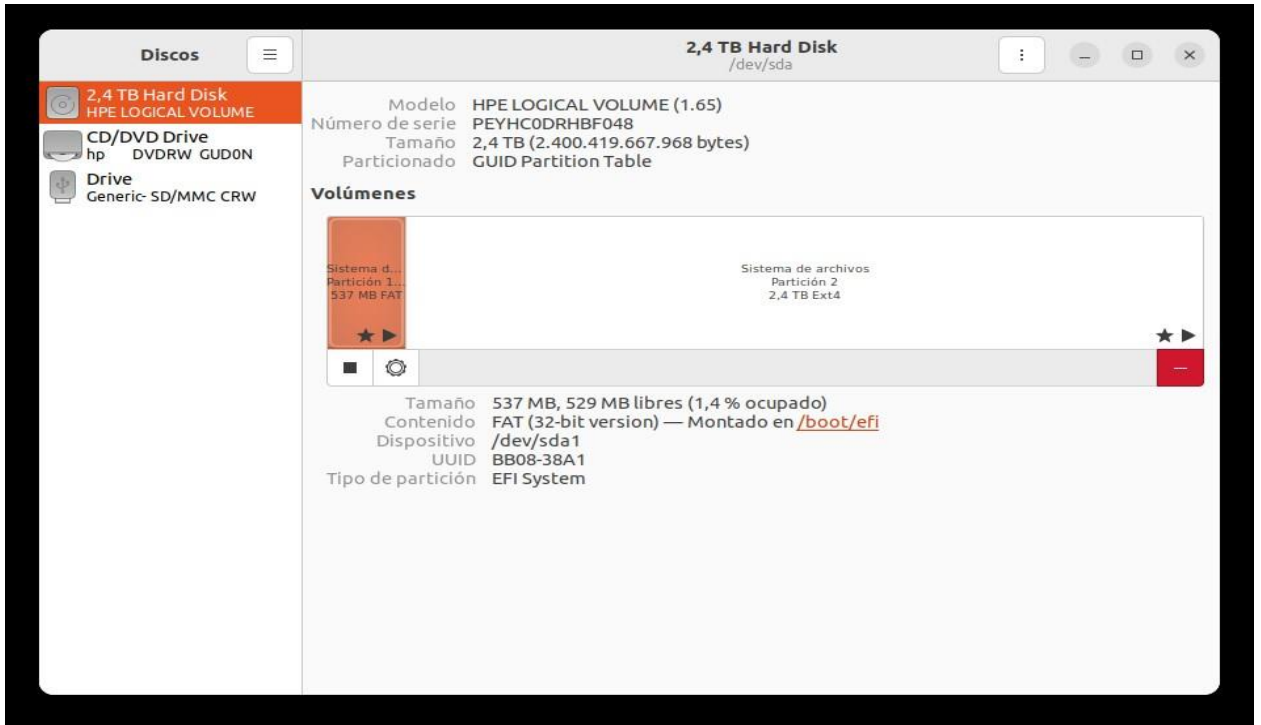 Discos
2,4 TB Hard Disk
/dev/sda
2,4 TB Hard Disk
HPE LOGICAL VOLUME
CD/DVD Drive
hp DVDRW GUD0N
Drive
Generic- SD/MMC CRW
Modelo HPE LOGICAL VOLUME (1.65)
Número de serie PEYHC0DRHBF048
Tamaño 2,4 TB (2.400.419.667.968 bytes)
Particionado GUID Partition Table
Volúmenes
Sistema d...
Partición 1...
537 MB FAT
Sistema de archivos
Partición 2
2,4 TB Ext4
Tamaño 537 MB, 529 MB libres (1,4 % ocupado)
Contenido FAT (32-bit version) — Montado en /boot/efi
Dispositivo /dev/sda1
UUID BB08-38A1
Tipo de partición EFI System